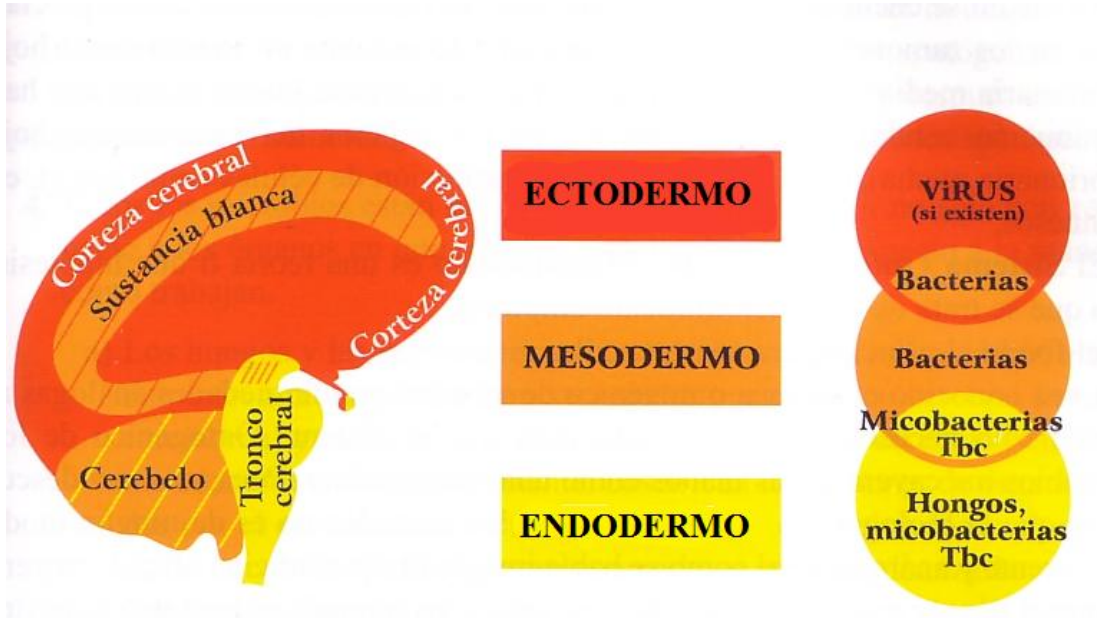 Corteza cerebral
Sustancia blanca
Corteza cerebral
Cerebelo
Tronco
cerebral
ECTODERMO
MESODERMO
ENDODERMO
ViRUS
(si existen)
Bacterias
Bacterias
Micobacterias
Tbc
Hongos,
micobacterias
Tbc